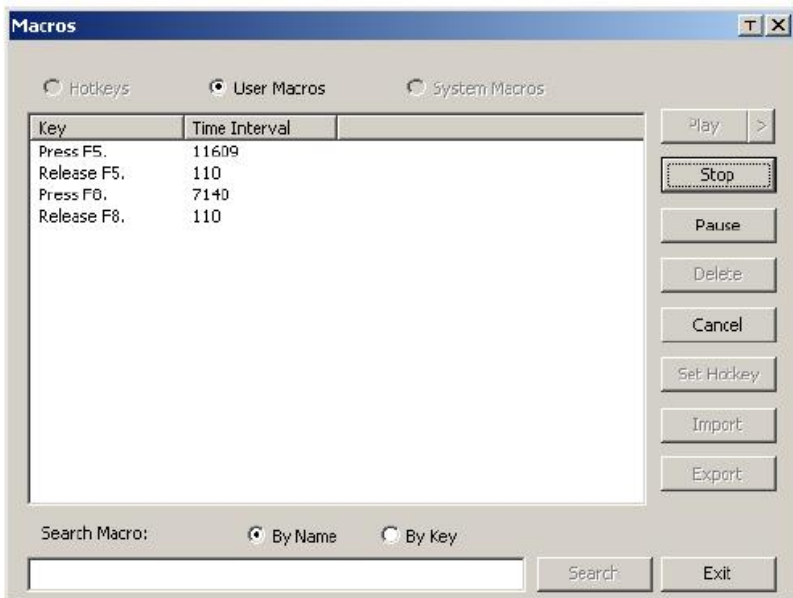 Macros T
Hotkeys User Macros System Macros
Key Time Interval
Press F5. 11609
Release F5. 110
Press F8. 7140
Release F8. 110
Play >
Stop
Pause
Delete
Cancel
Set Hotkey
Import
Export
Search Macro: By Name By Key
Search Exit